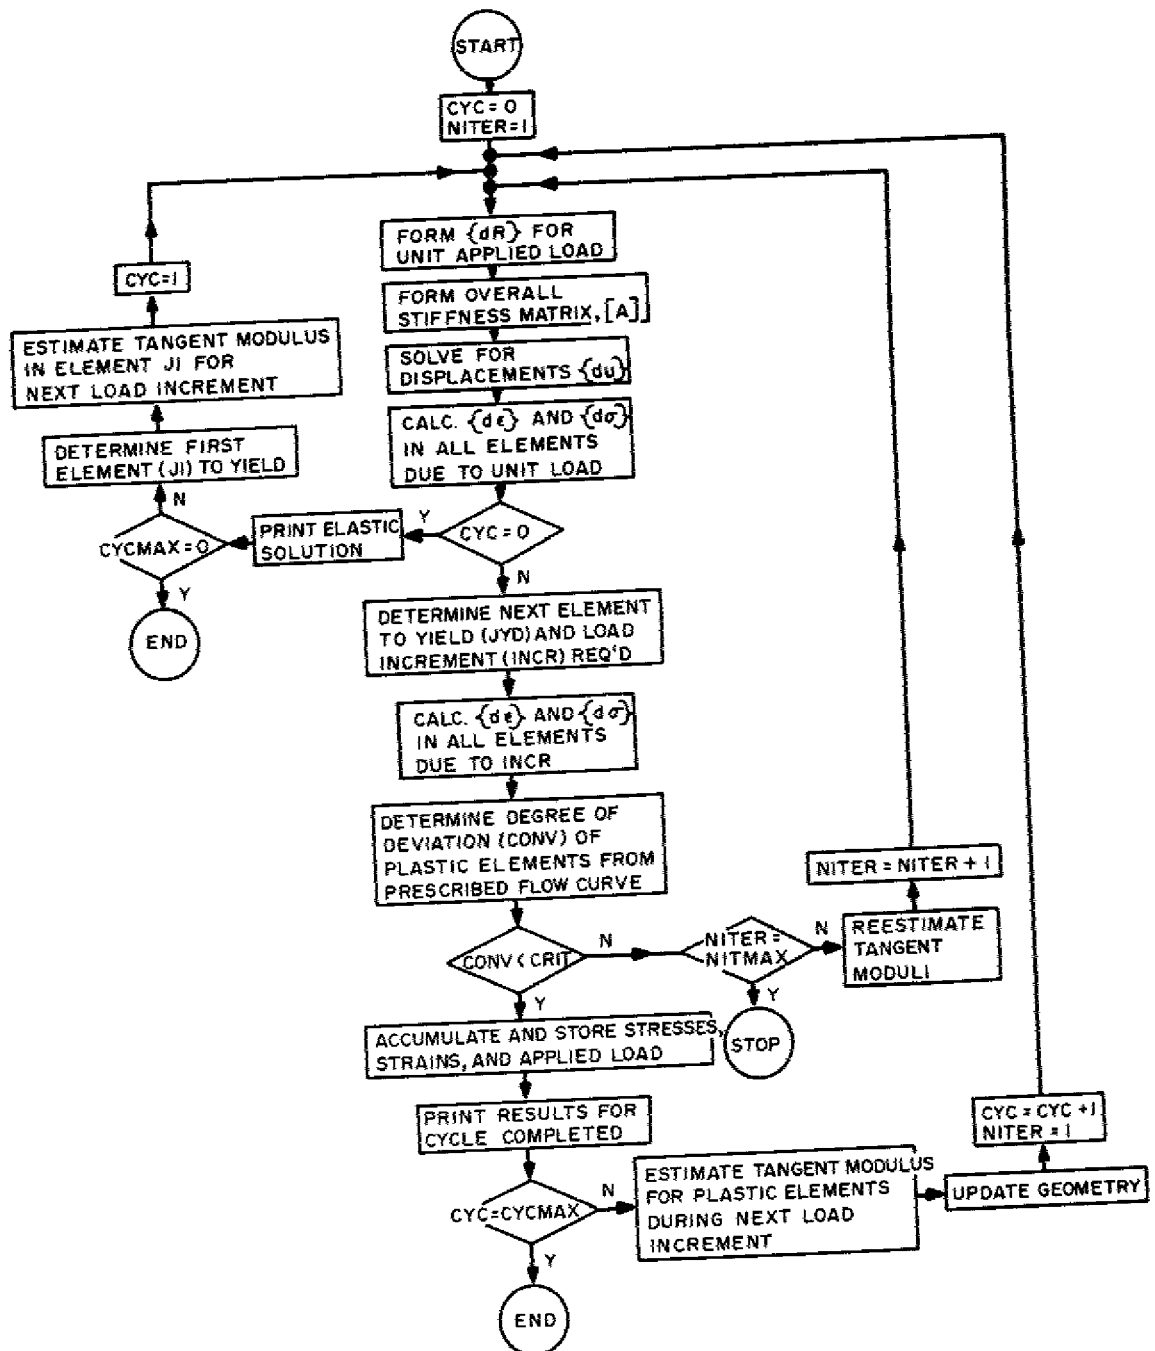 START
CYC = 0
NITER = 1
FORM {dR} FOR
UNIT APPLIED LOAD
FORM OVERALL
STIFFNESS MATRIX, [A]
SOLVE FOR
DISPLACEMENTS {du}
CALC. {dϵ} AND {dσ}
IN ALL ELEMENTS
DUE TO UNIT LOAD
CYC = 0
Y
N
PRINT ELASTIC
SOLUTION
CYCMAX = 0
N
Y
END
DETERMINE FIRST
ELEMENT (J1) TO YIELD
ESTIMATE TANGENT MODULUS
IN ELEMENT J1 FOR
NEXT LOAD INCREMENT
CYC=1
DETERMINE NEXT ELEMENT
TO YIELD (JYD) AND LOAD
INCREMENT (INCR) REQ'D
CALC. {dϵ} AND {dσ}
IN ALL ELEMENTS
DUE TO INCR
DETERMINE DEGREE OF
DEVIATION (CONV) OF
PLASTIC ELEMENTS FROM
PRESCRIBED FLOW CURVE
CONV < CRIT
N
Y
NITER =
NITMAX
N
Y
STOP
REESTIMATE
TANGENT
MODULI
NITER = NITER + 1
ACCUMULATE AND STORE STRESSES,
STRAINS, AND APPLIED LOAD
PRINT RESULTS FOR
CYCLE COMPLETED
CYC=CYCMAX
N
Y
END
ESTIMATE TANGENT MODULUS
FOR PLASTIC ELEMENTS
DURING NEXT LOAD
INCREMENT
UPDATE GEOMETRY
CYC = CYC +1
NITER = 1